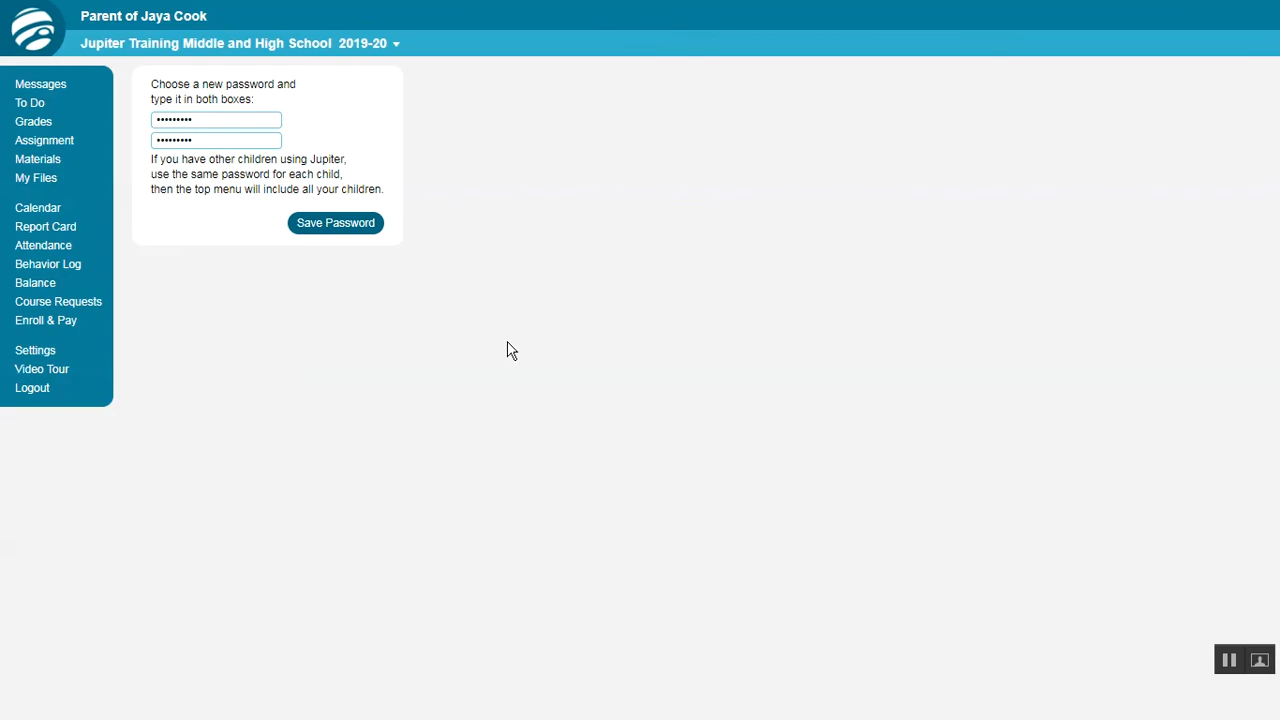 Parent of Jaya Cook
Jupiter Training Middle and High School 2019-20
Messages
To Do
Grades
Assignment
Materials
My Files
Calendar
Report Card
Attendance
Behavior Log
Balance
Course Requests
Enroll & Pay
Settings
Video Tour
Logout
Choose a new password and
type it in both boxes:
•••••••••
•••••••••
If you have other children using Jupiter,
use the same password for each child,
then the top menu will include all your children.
Save Password